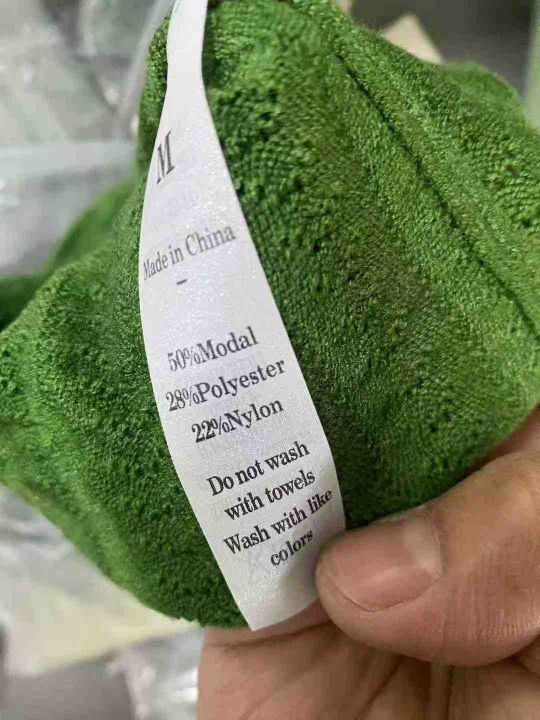 M
Made in China
-
50%Modal
28%Polyester
22%Nylon
Do not wash
with towels
Wash with like
colors